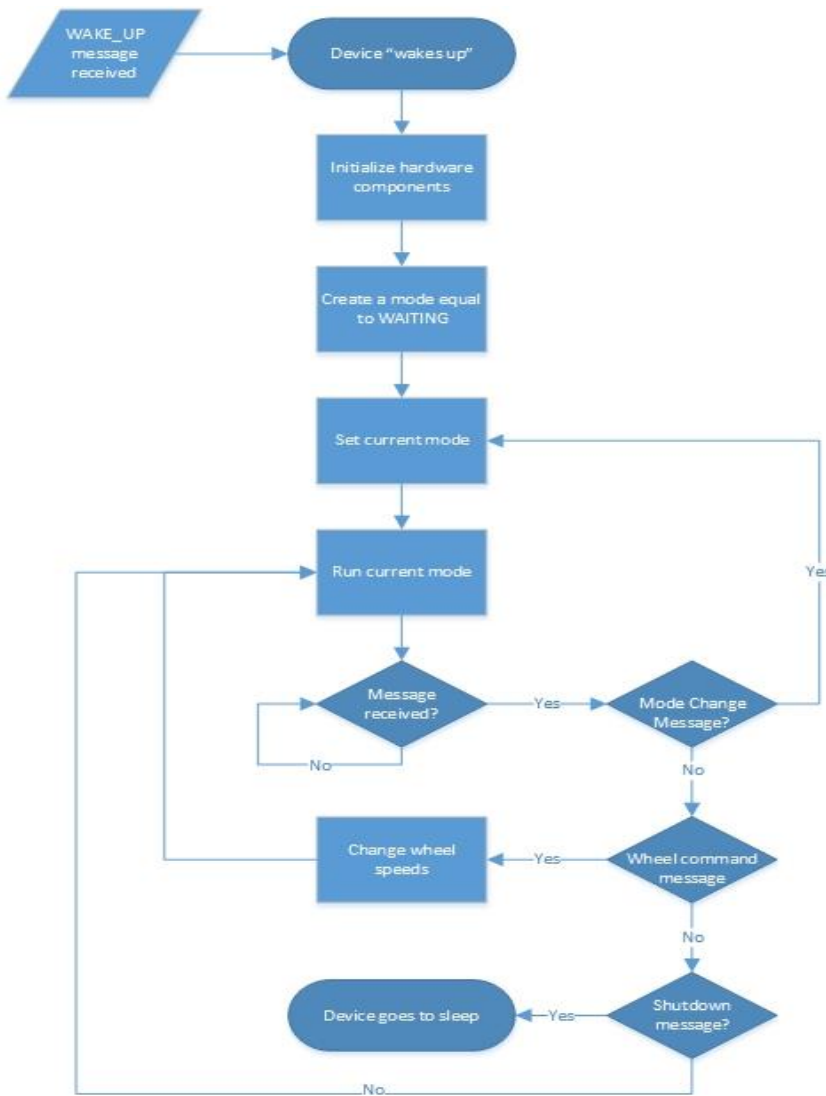 WAKE_UP
message
received
Device “wakes up”
Initialize hardware
components
Create a mode equal
to WAITING
Set current mode
Run current mode
Yes
Message
received?
Yes
Mode Change
Message?
No
No
Change wheel
speeds
Yes
Wheel command
message
No
Device goes to sleep
Yes
Shutdown
message?
No